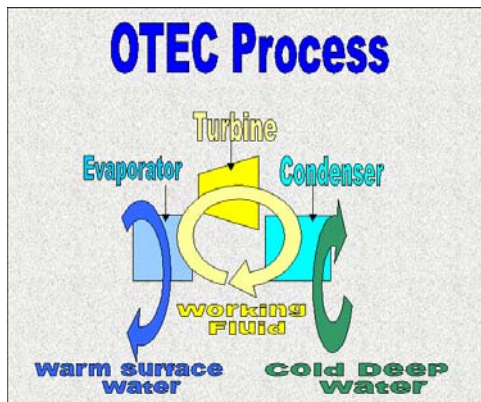 OTEC Process
Turbine
Evaporator
Condenser
Working
Fluid
Warm surface
water
Cold Deep
Water